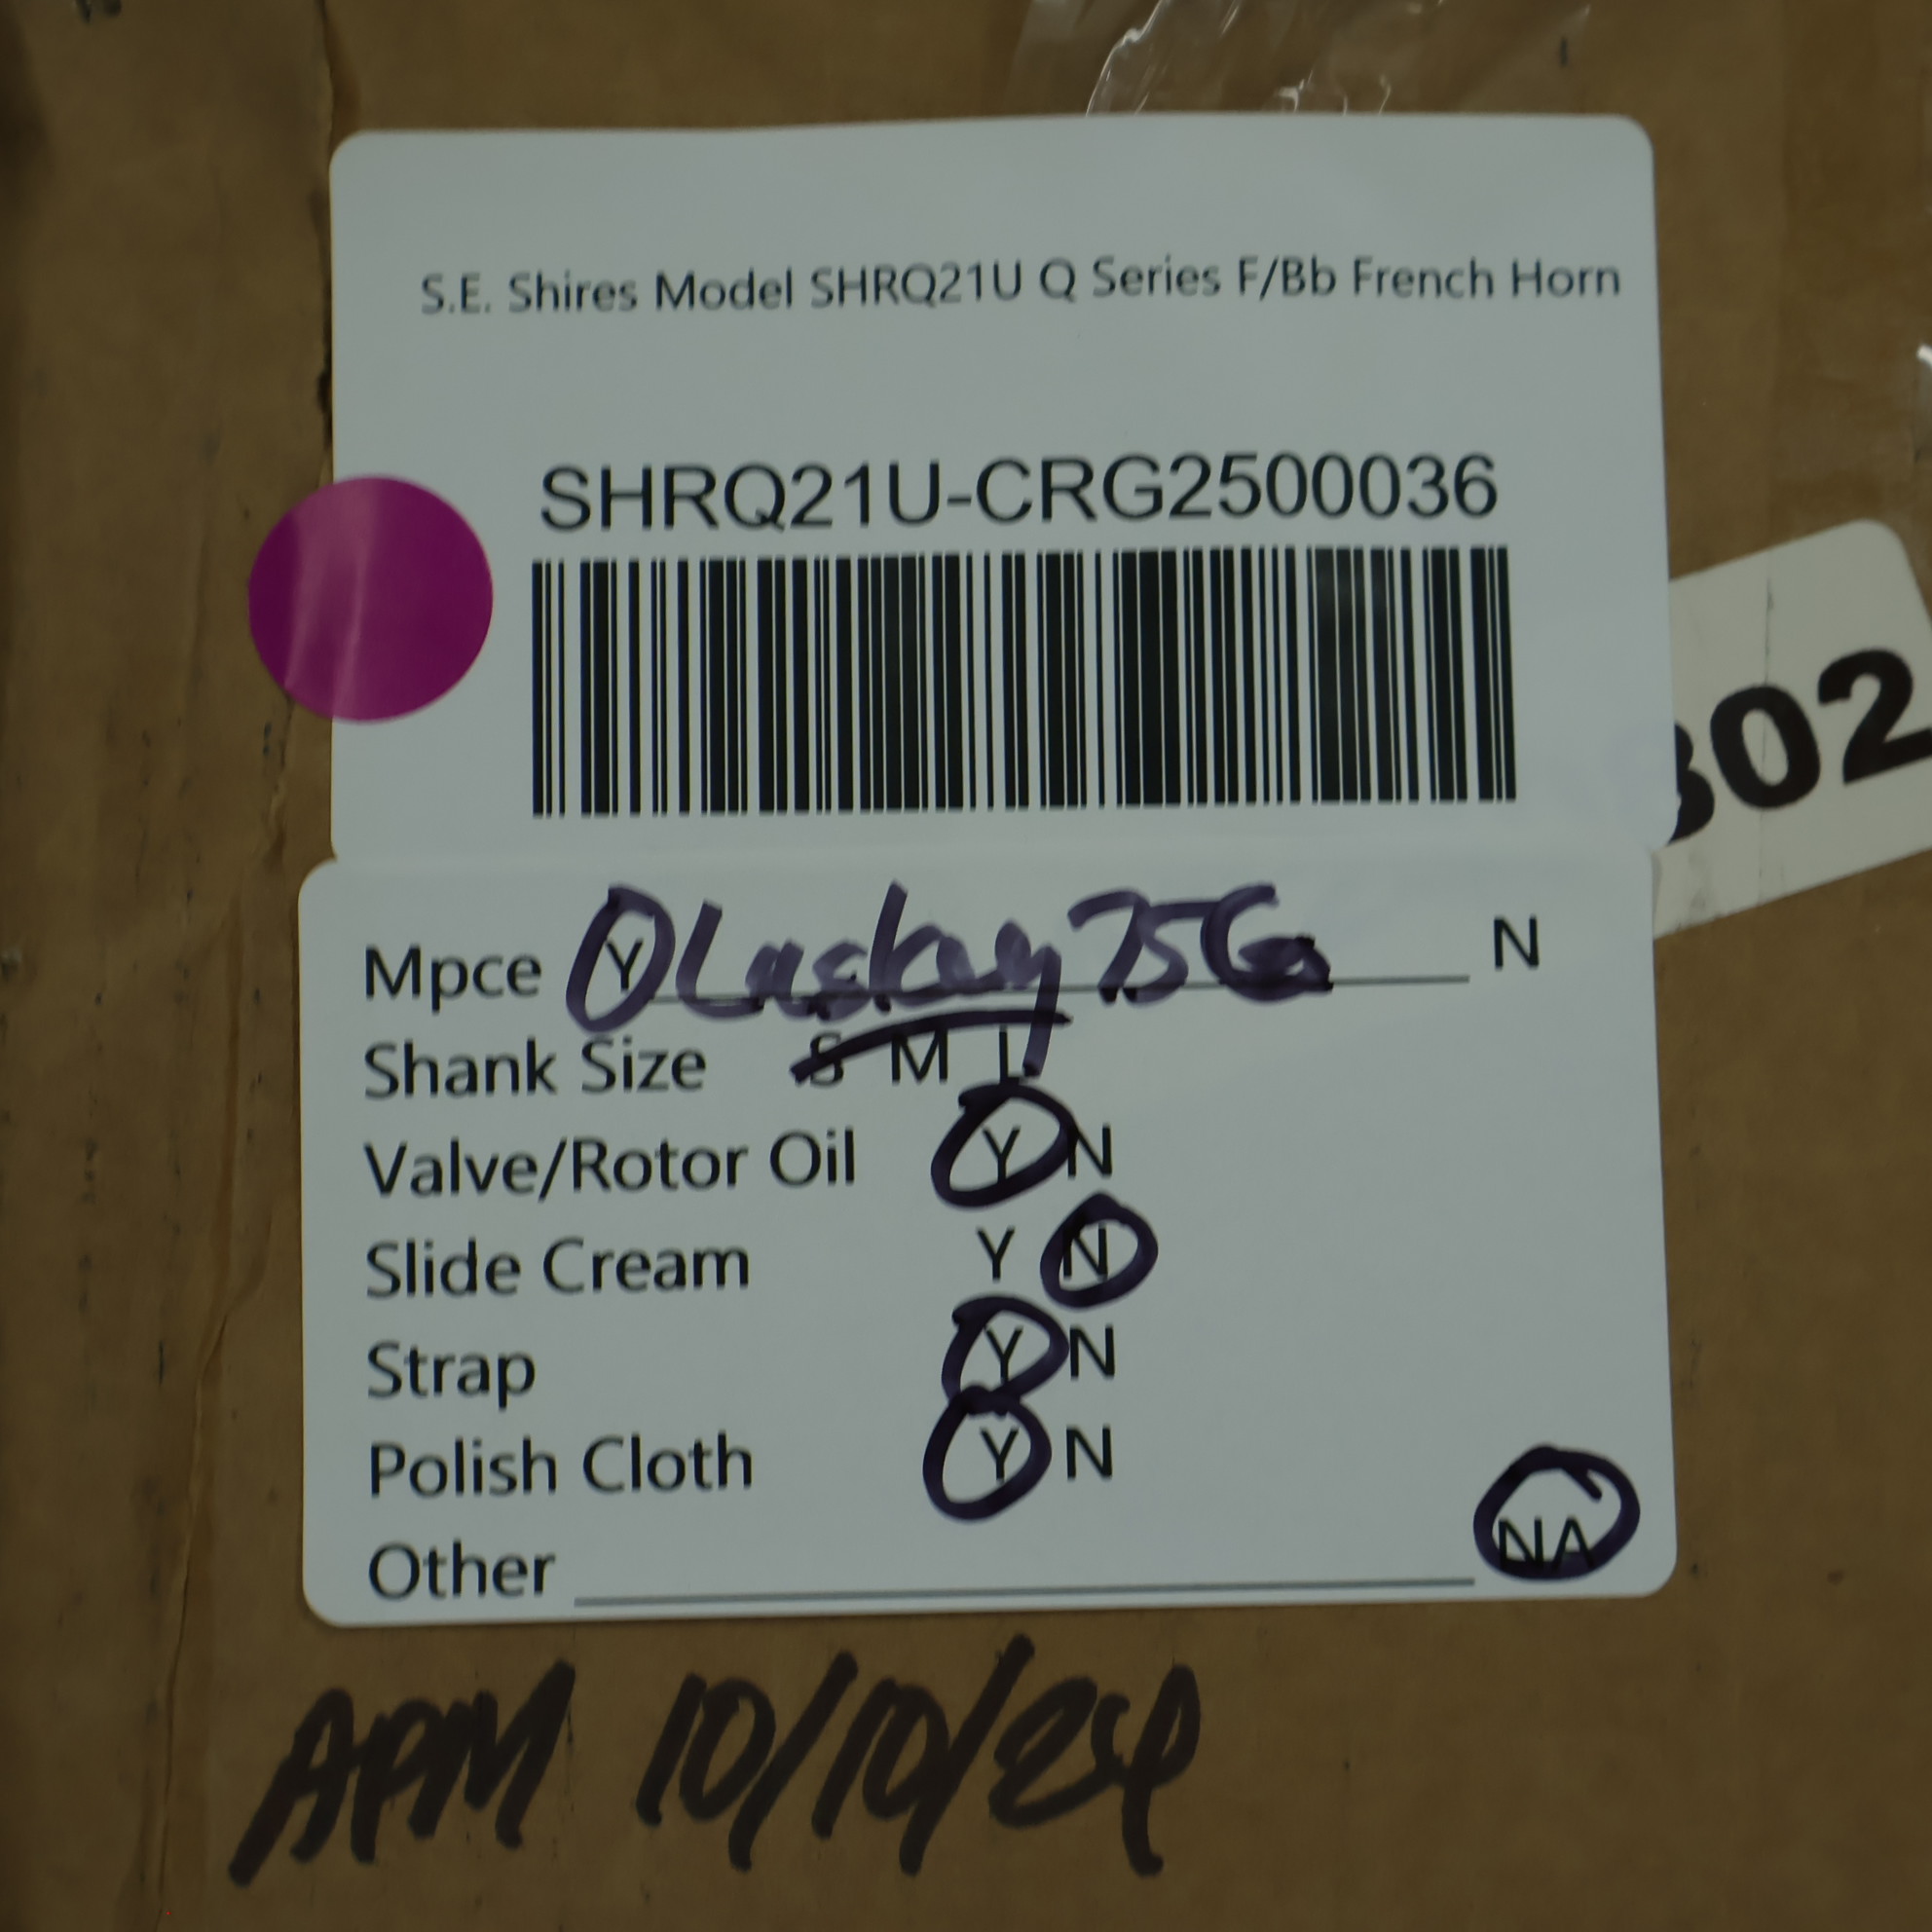 S.E. Shires Model SHRQ21U Q Series F/Bb French Horn
SHRQ21U-CRG2500036
302
Mpce Y Laskey 75G N
Shank Size S M L
Valve/Rotor Oil Y N
Slide Cream Y N
Strap Y N
Polish Cloth Y N
Other NA
APM 10/10/24